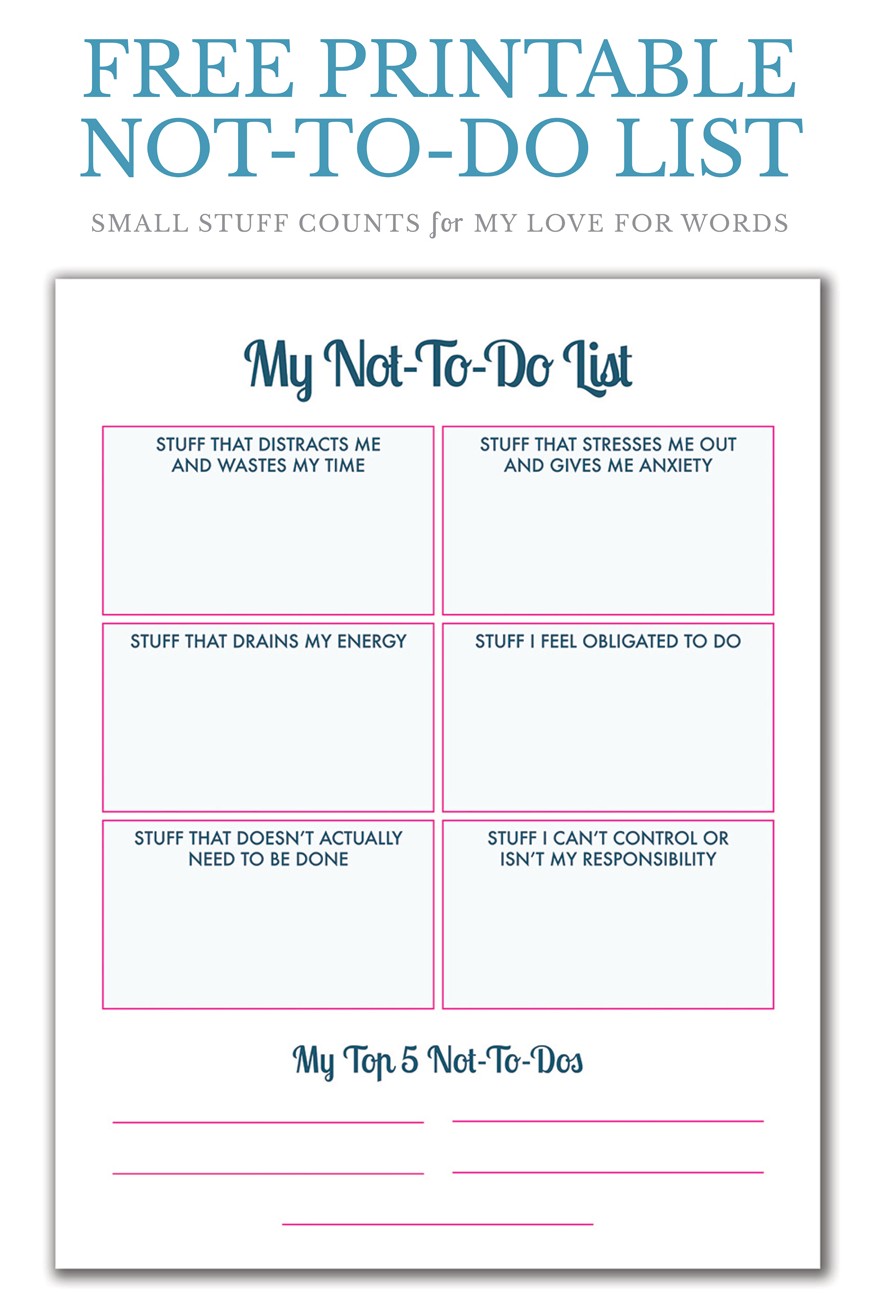 FREE PRINTABLE
NOT-TO-DO LIST
SMALL STUFF COUNTS for MY LOVE FOR WORDS
My Not-To-Do List
STUFF THAT DISTRACTS ME
AND WASTES MY TIME
STUFF THAT STRESSES ME OUT
AND GIVES ME ANXIETY
STUFF THAT DRAINS MY ENERGY
STUFF I FEEL OBLIGATED TO DO
STUFF THAT DOESN'T ACTUALLY
NEED TO BE DONE
STUFF I CAN'T CONTROL OR
ISN'T MY RESPONSIBILITY
My Top 5 Not-To-Dos